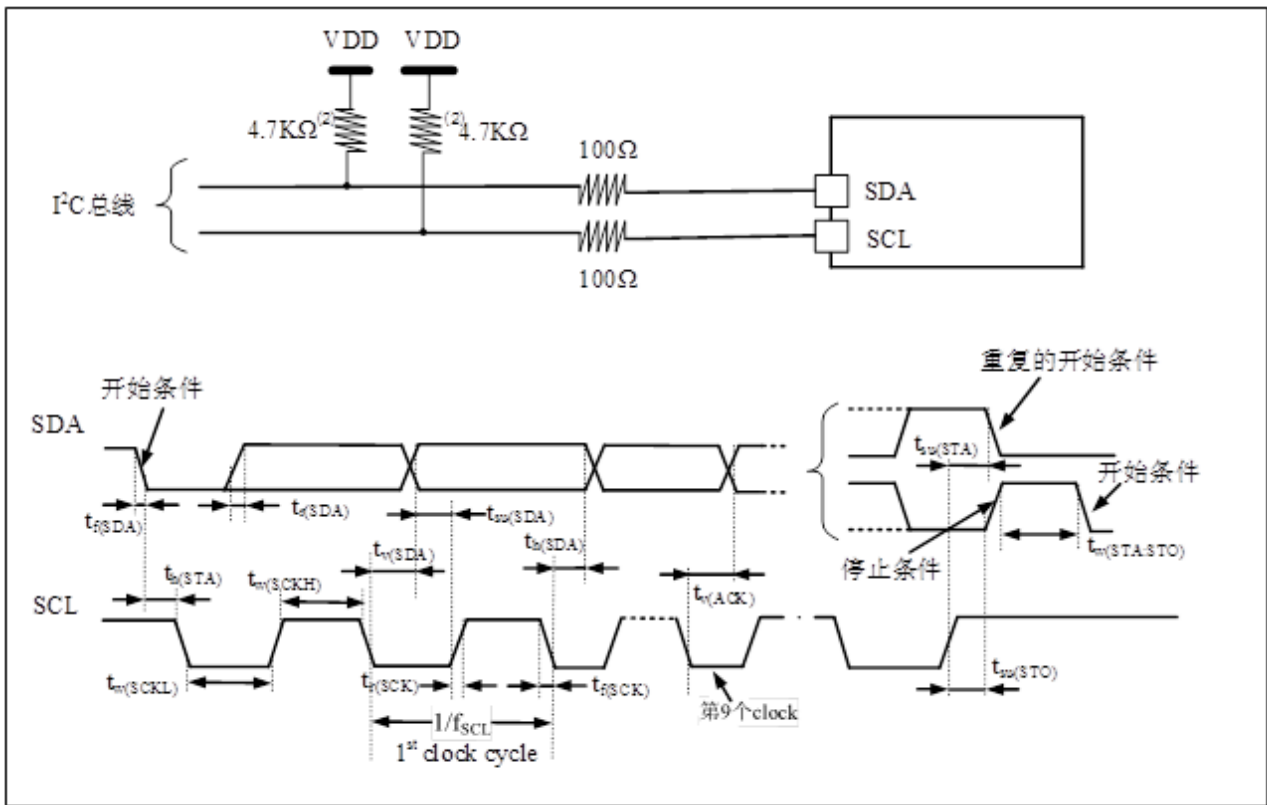 VDD VDD
4.7KΩ(2) (2)4.7KΩ
100Ω
I²C总线
SDA
SCL
100Ω
开始条件
重复的开始条件
SDA
tsu(STA)
开始条件
tf(SDA) tr(SDA) tsu(SDA)
tv(SDA) th(SDA)
停止条件
tw(STA:STO)
th(STA) tw(SCKH)
tv(ACK)
SCL
tw(SCKL) tr(SCK) tf(SCK)
tsu(STO)
第9个clock
1/fSCL
1st clock cycle